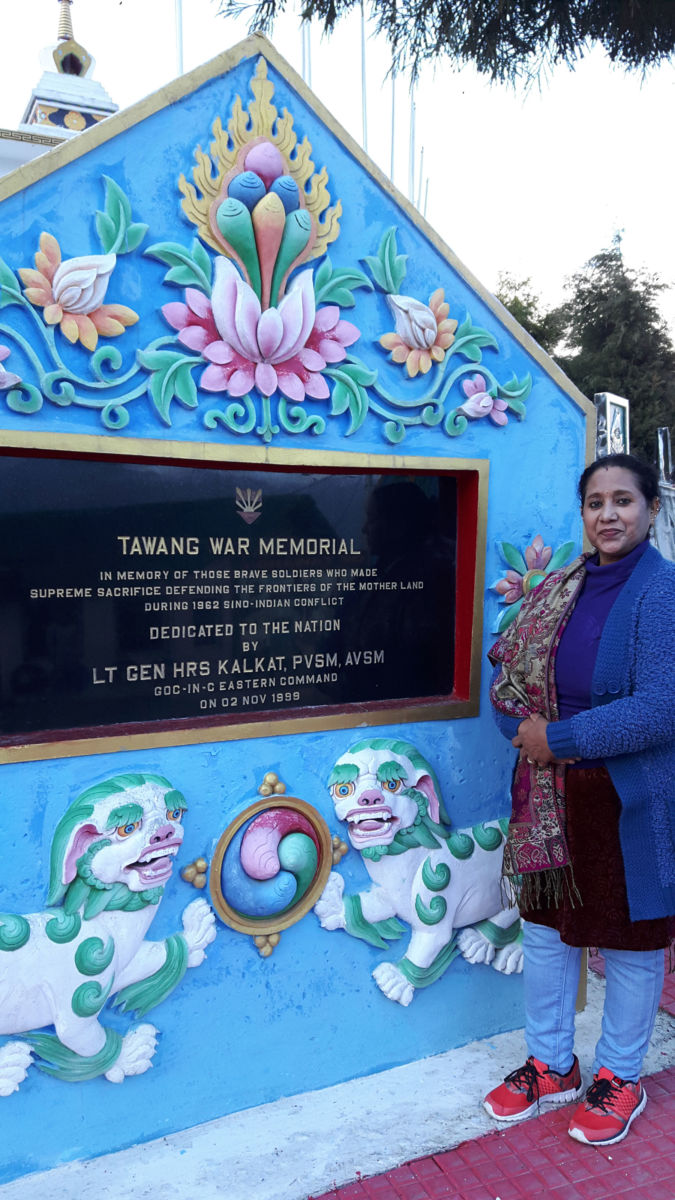 TAWANG WAR MEMORIAL
IN MEMORY OF THOSE BRAVE SOLDIERS WHO MADE
SUPREME SACRIFICE DEFENDING THE FRONTIERS OF THE MOTHER LAND
DURING 1962 SINO-INDIAN CONFLICT
DEDICATED TO THE NATION
BY
LT GEN HRS KALKAT, PVSM, AVSM
GOC-IN-C EASTERN COMMAND
ON 02 NOV 1999